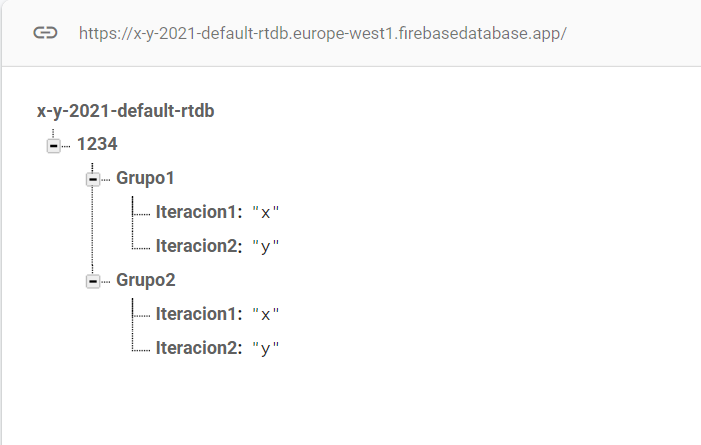 https://x-y-2021-default-rtdb.europe-west1.firebasedatabase.app/
x-y-2021-default-rtdb
1234
Grupo1
Iteracion1: "x"
Iteracion2: "y"
Grupo2
Iteracion1: "x"
Iteracion2: "y"